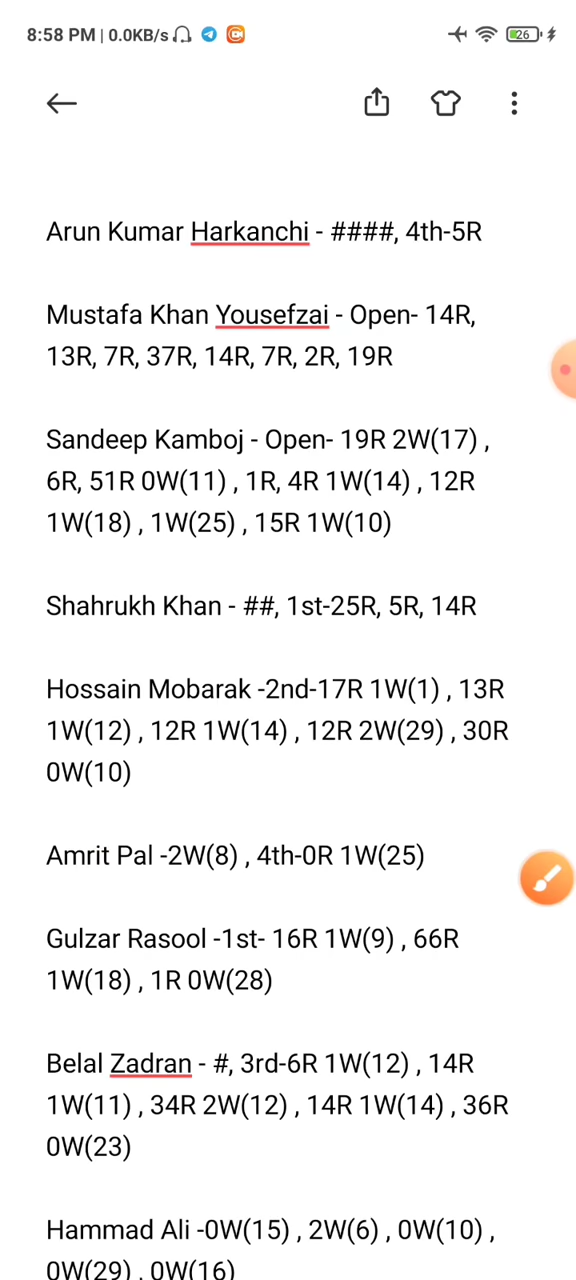 8:58 PM | 0.0KB/s
26
Arun Kumar Harkanchi - ####, 4th-5R
Mustafa Khan Yousefzai - Open- 14R,
13R, 7R, 37R, 14R, 7R, 2R, 19R
Sandeep Kamboj - Open- 19R 2W(17) ,
6R, 51R 0W(11) , 1R, 4R 1W(14) , 12R
1W(18) , 1W(25) , 15R 1W(10)
Shahrukh Khan - ##, 1st-25R, 5R, 14R
Hossain Mobarak -2nd-17R 1W(1) , 13R
1W(12) , 12R 1W(14) , 12R 2W(29) , 30R
0W(10)
Amrit Pal -2W(8) , 4th-0R 1W(25)
Gulzar Rasool -1st- 16R 1W(9) , 66R
1W(18) , 1R 0W(28)
Belal Zadran - #, 3rd-6R 1W(12) , 14R
1W(11) , 34R 2W(12) , 14R 1W(14) , 36R
0W(23)
Hammad Ali -0W(15) , 2W(6) , 0W(10) ,
0W(29) , 0W(16)